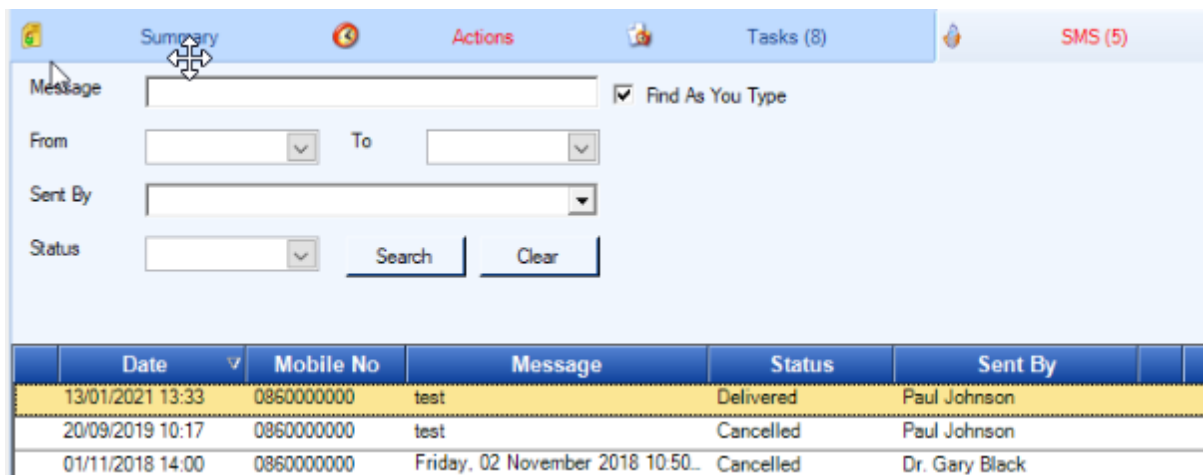 Summary Actions Tasks (8) SMS (5)
Message Find As You Type
From To
Sent By
Status Search Clear
Date Mobile No Message Status Sent By
13/01/2021 13:33 0860000000 test Delivered Paul Johnson
20/09/2019 10:17 0860000000 test Cancelled Paul Johnson
01/11/2018 14:00 0860000000 Friday, 02 November 2018 10:50... Cancelled Dr. Gary Black